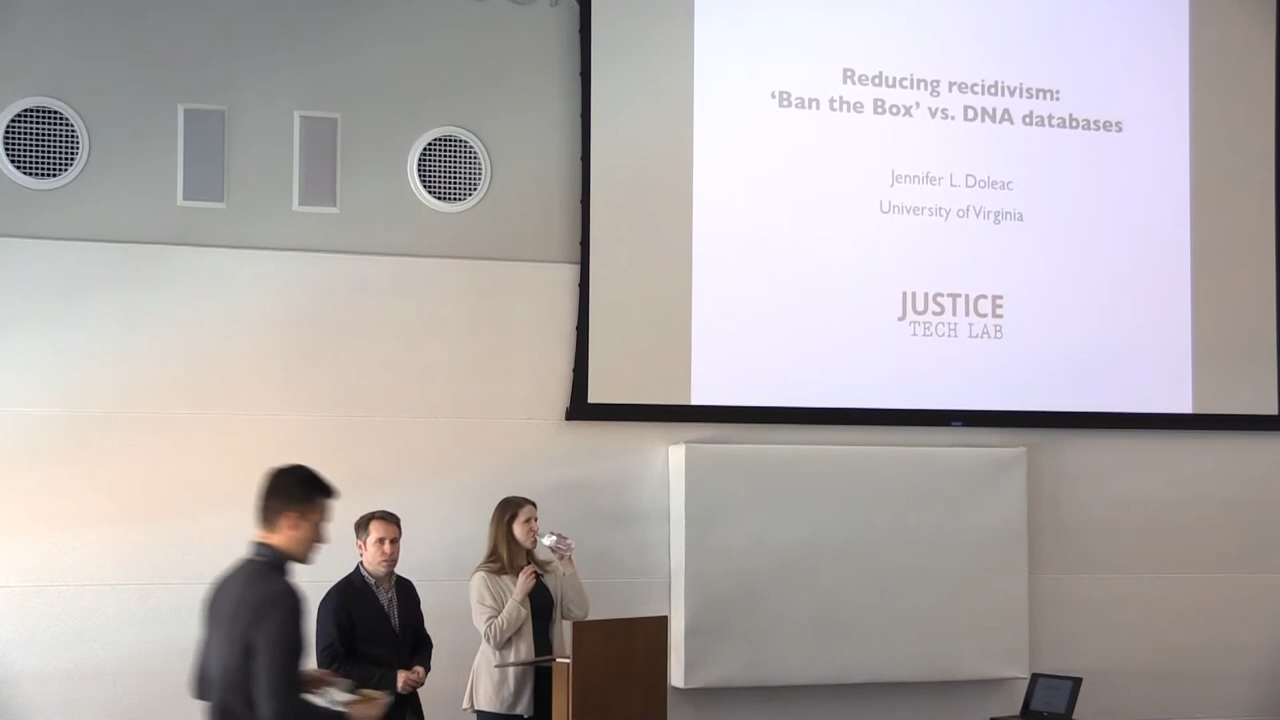 Reducing recidivism:
‘Ban the Box’ vs. DNA databases
Jennifer L. Doleac
University of Virginia
JUSTICE
TECH LAB